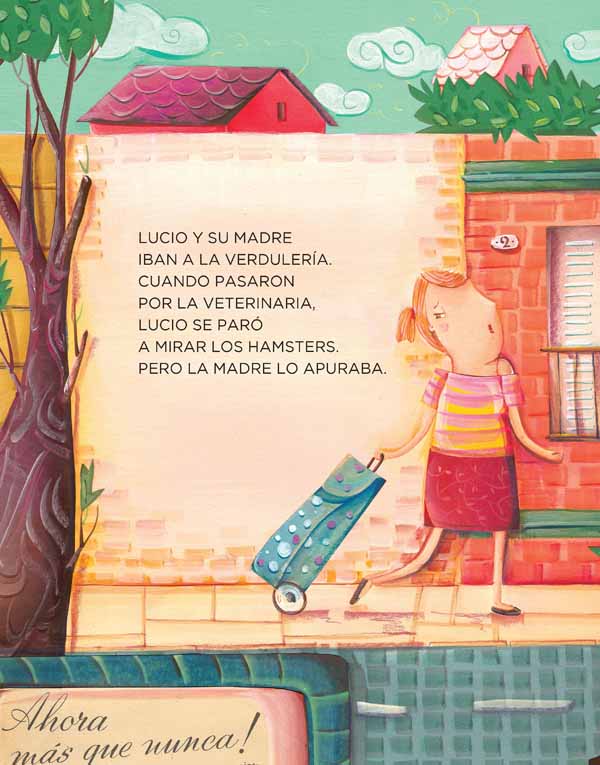 LUCIO Y SU MADRE
IBAN A LA VERDULERÍA.
CUANDO PASARON
POR LA VETERINARIA,
LUCIO SE PARÓ
A MIRAR LOS HAMSTERS.
PERO LA MADRE LO APURABA.
2
Ahora
más que nunca!